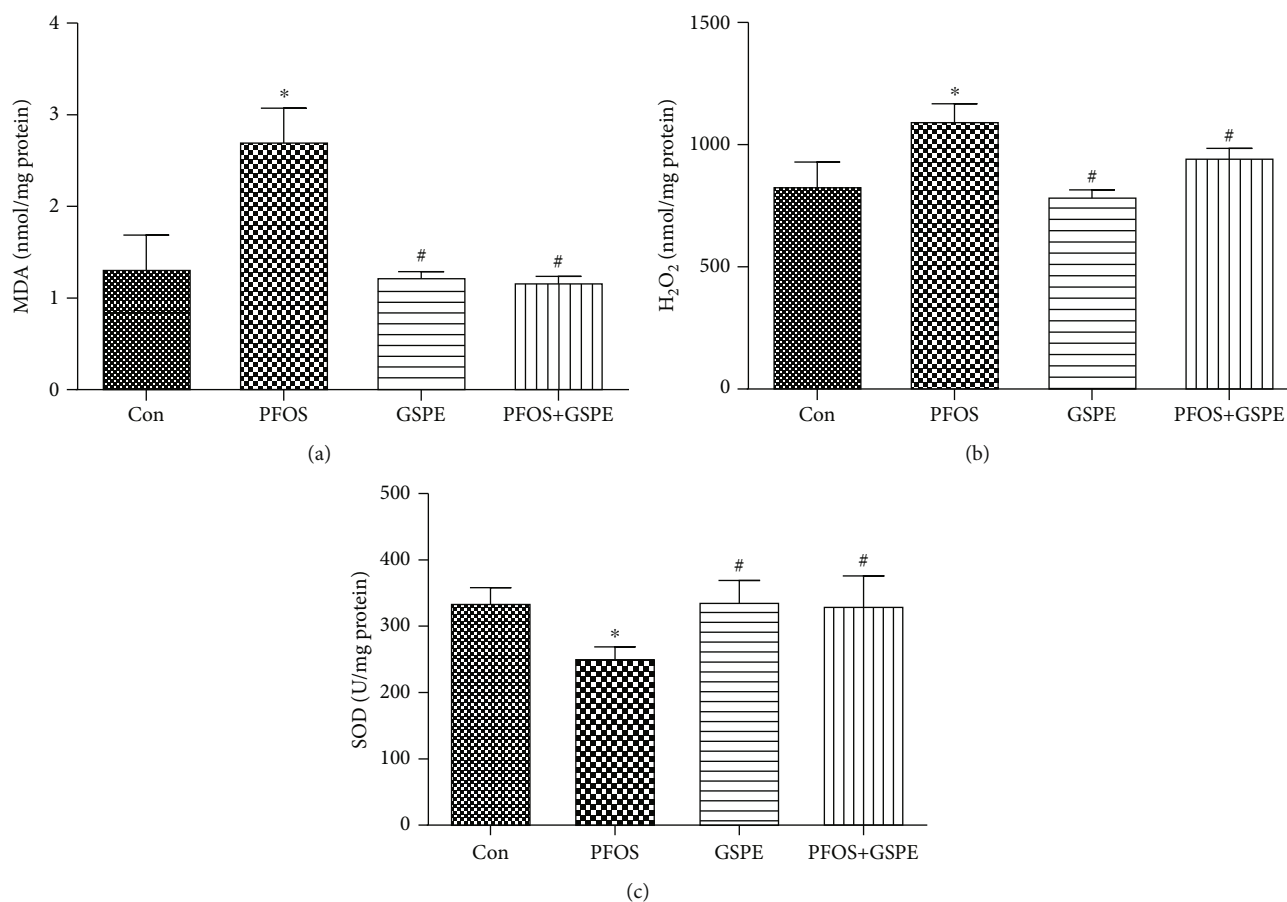 4
3
2
1
0
MDA (nmol/mg protein)
*
#
#
Con PFOS GSPE PFOS+GSPE
(a)
1500
1000
500
0
H₂O₂ (nmol/mg protein)
*
#
#
Con PFOS GSPE PFOS+GSPE
(b)
500
400
300
200
100
0
SOD (U/mg protein)
*
#
#
Con PFOS GSPE PFOS+GSPE
(c)